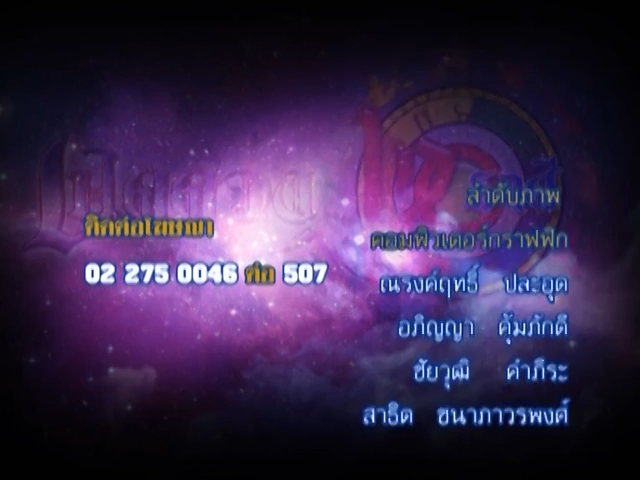 ติดต่อโฆษณา
02 275 0046 ต่อ 507
ลำดับภาพ
คอมพิวเตอร์กราฟฟิก
ณรงค์ฤทธิ์ ปละอุด
อภิญญา คุ้มภักดี
ชัยวุฒิ คำภิระ
สาธิต ชนาภาวรพงศ์